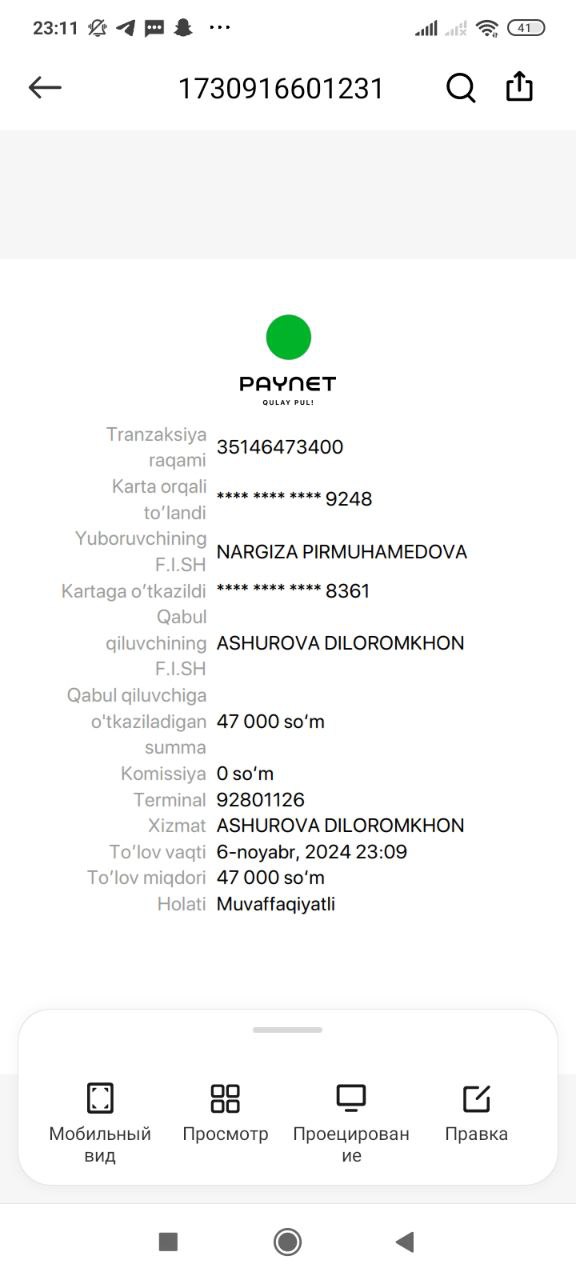 23:11
41
1730916601231
PAYNET
QULAY PUL!
Tranzaksiya
raqami
35146473400
Karta orqali
to‘landi
**** **** **** 9248
Yuboruvchining
F.I.SH
NARGIZA PIRMUHAMEDOVA
Kartaga o‘tkazildi
**** **** **** 8361
Qabul
qiluvchining
F.I.SH
ASHUROVA DILOROMKHON
Qabul qiluvchiga
o'tkaziladigan
summa
47 000 so‘m
Komissiya
0 so‘m
Terminal
92801126
Xizmat
ASHUROVA DILOROMKHON
To‘lov vaqti
6-noyabr, 2024 23:09
To‘lov miqdori
47 000 so‘m
Holati
Muvaffaqiyatli
Мобильный
вид
Просмотр
Проецирован
ие
Правка